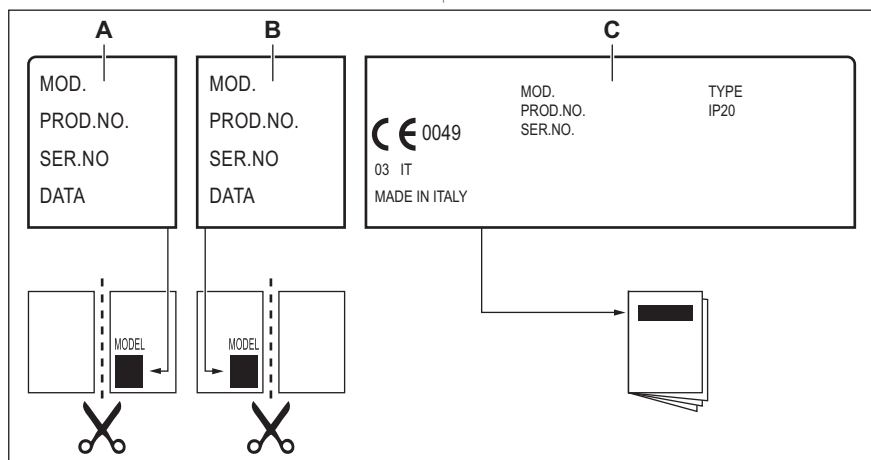 A
B
C
MOD.
PROD.NO.
SER.NO
DATA
MOD.
PROD.NO.
SER.NO
DATA
MOD.
PROD.NO.
SER.NO.
TYPE
IP20
CE 0049
03 IT
MADE IN ITALY
MODEL
MODEL